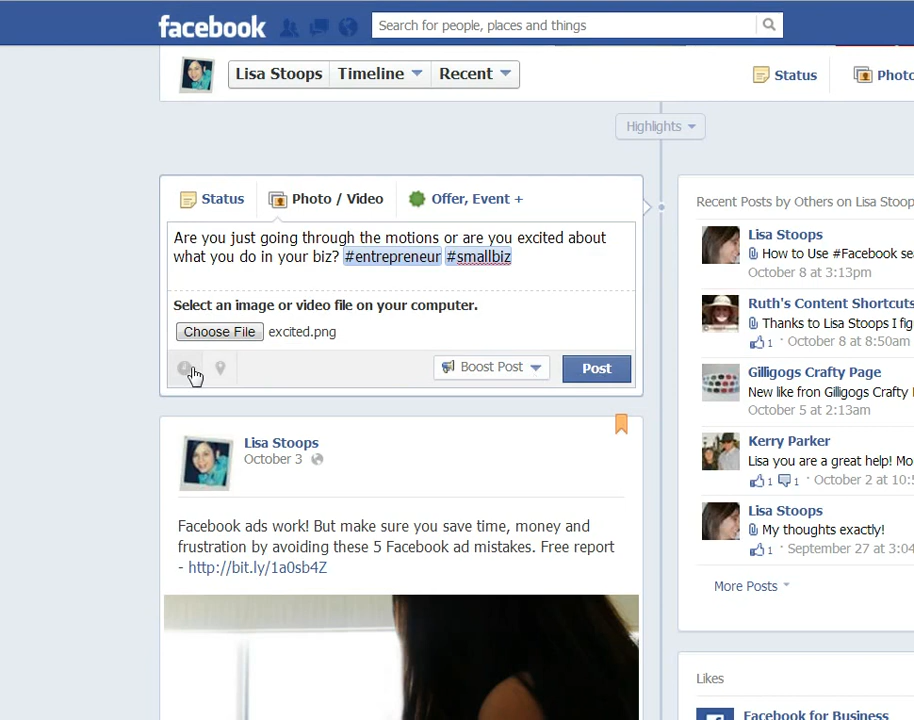 facebook
Search for people, places and things
Lisa Stoops
Timeline
Recent
Status
Photo
Highlights
Status
Photo / Video
Offer, Event +
Are you just going through the motions or are you excited about
what you do in your biz? #entrepreneur #smallbiz
Select an image or video file on your computer.
Choose File excited.png
Boost Post
Post
Lisa Stoops
October 3
Facebook ads work! But make sure you save time, money and
frustration by avoiding these 5 Facebook ad mistakes. Free report
- http://bit.ly/1a0sb4Z
Recent Posts by Others on Lisa Stoop
Lisa Stoops
How to Use #Facebook sea
October 8 at 3:13pm
Ruth's Content Shortcuts
Thanks to Lisa Stoops I fig
1 · October 8 at 8:50am
Gilligogs Crafty Page
New like fron Gilligogs Crafty
October 5 at 2:13am
Kerry Parker
Lisa you are a great help! Mo
1 1 · October 2 at 10:5
Lisa Stoops
My thoughts exactly!
1 · September 27 at 3:04
More Posts
Likes
Facebook for Business